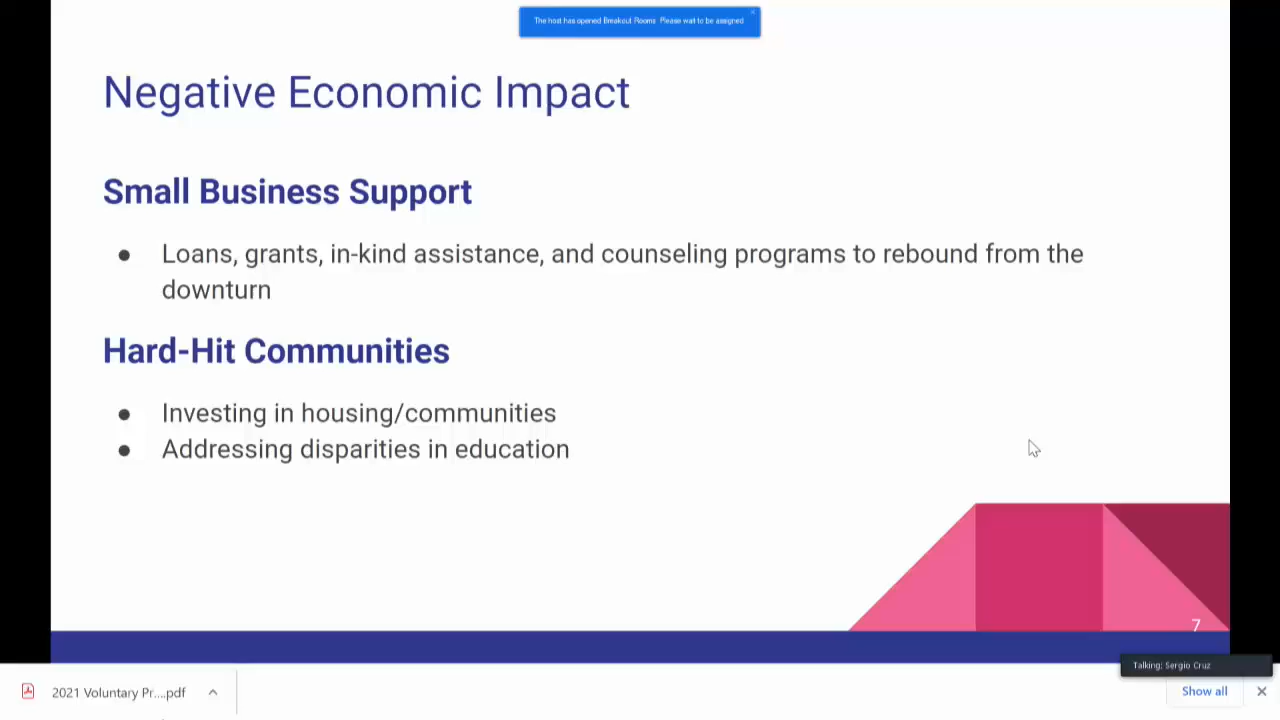 The host has opened Breakout Rooms. Please wait to be assigned
Negative Economic Impact
Small Business Support
● Loans, grants, in-kind assistance, and counseling programs to rebound from the
downturn
Hard-Hit Communities
● Investing in housing/communities
● Addressing disparities in education
7
Talking: Sergio Cruz
2021 Voluntary Pr....pdf
Show all